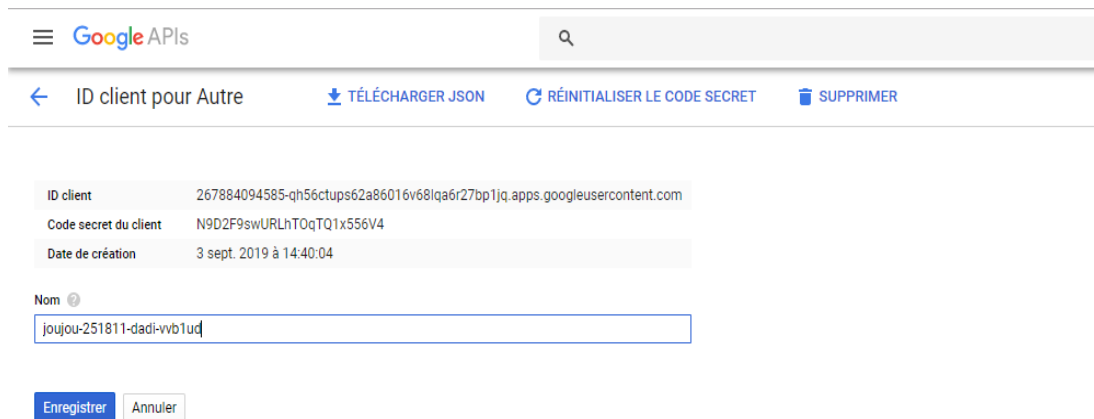 Google APIs
ID client pour Autre TÉLÉCHARGER JSON RÉINITIALISER LE CODE SECRET SUPPRIMER
ID client 267884094585-qh56ctups62a86016v68lqa6r27bp1jq.apps.googleusercontent.com
Code secret du client N9D2F9swURLhTOqTQ1x556V4
Date de création 3 sept. 2019 à 14:40:04
Nom
joujou-251811-dadi-vvb1ud
Enregistrer Annuler